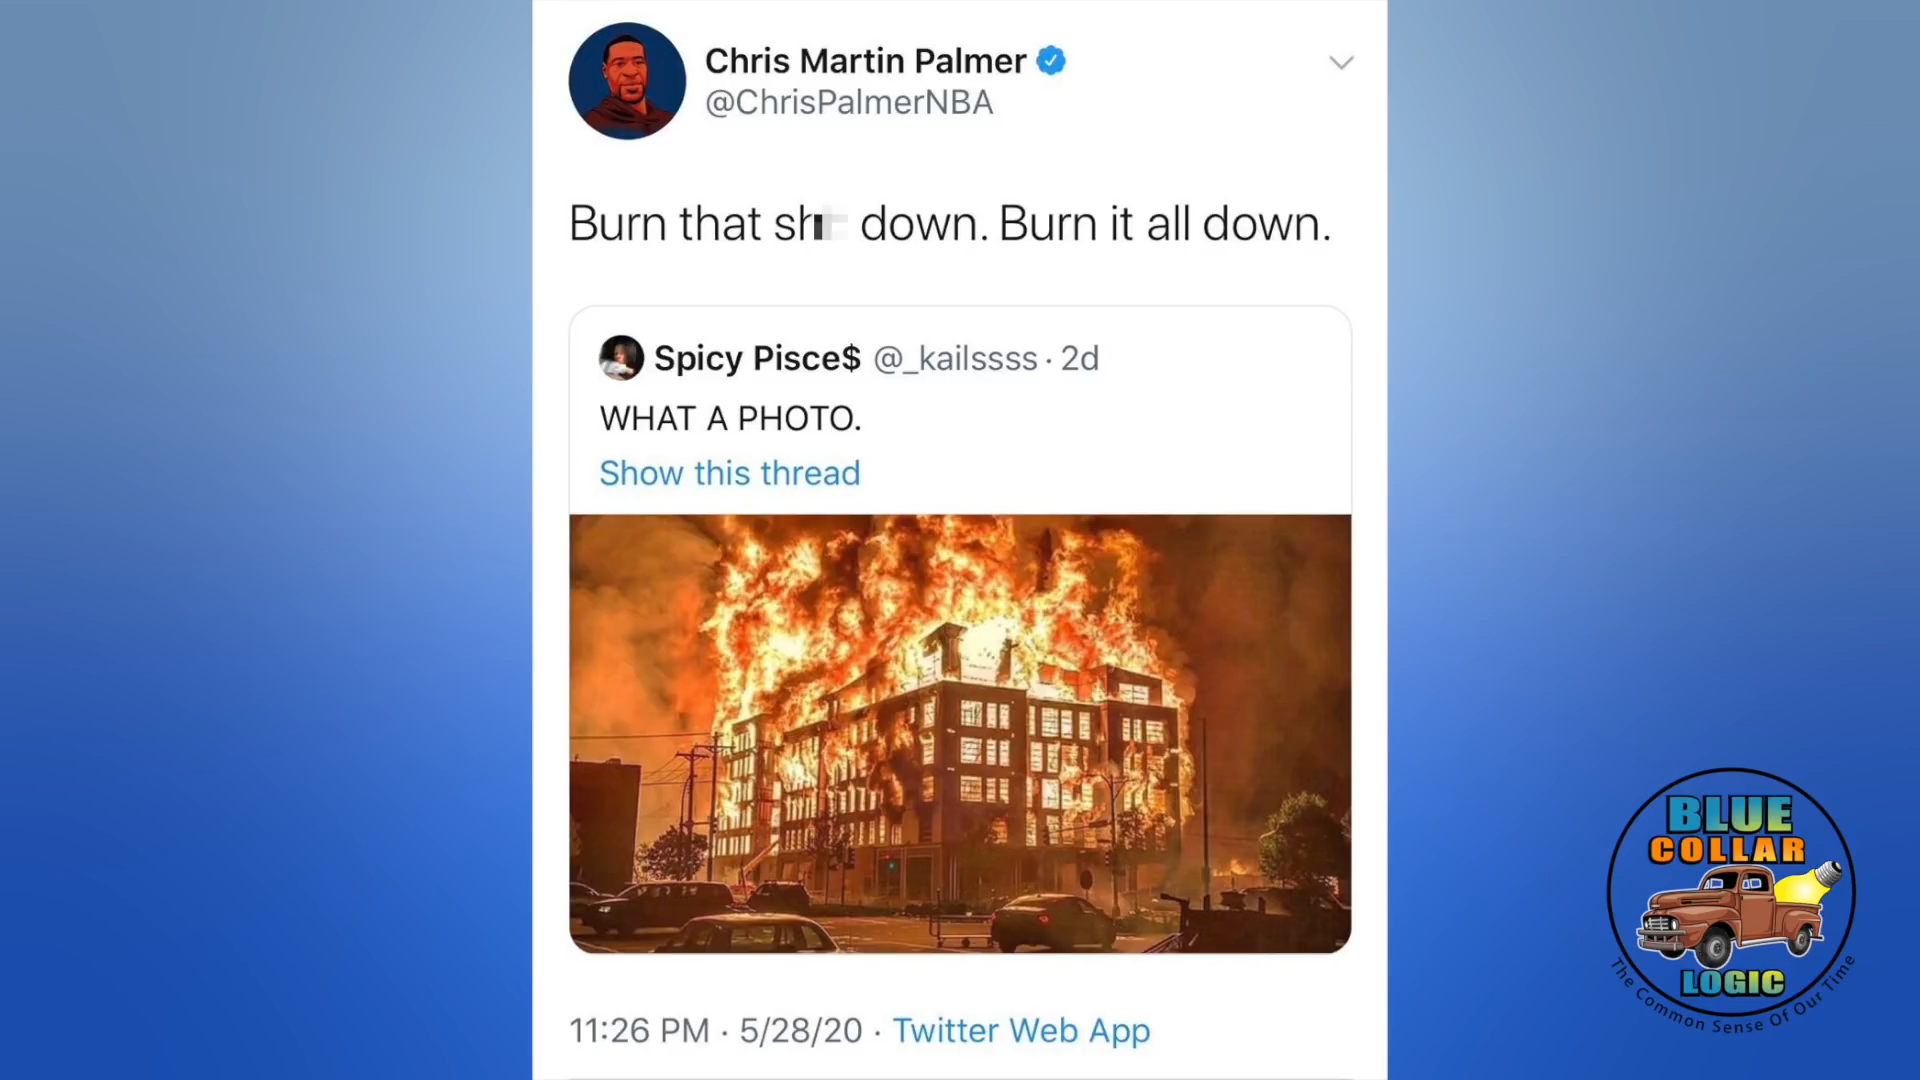 Chris Martin Palmer
@ChrisPalmerNBA
Burn that sh down. Burn it all down.
Spicy Pisce$ @_kailssss · 2d
WHAT A PHOTO.
Show this thread
11:26 PM · 5/28/20 · Twitter Web App
BLUE
COLLAR
LOGIC
The Common Sense Of Our Time